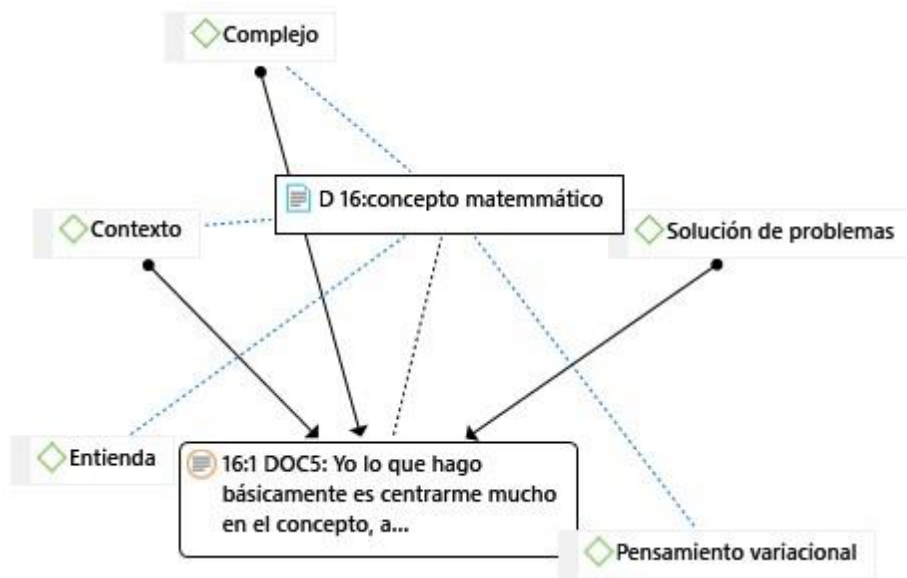 Complejo
D 16:concepto matemmático
Contexto
Solución de problemas
Entienda
16:1 DOC5: Yo lo que hago
básicamente es centrarme mucho
en el concepto, a...
Pensamiento variacional